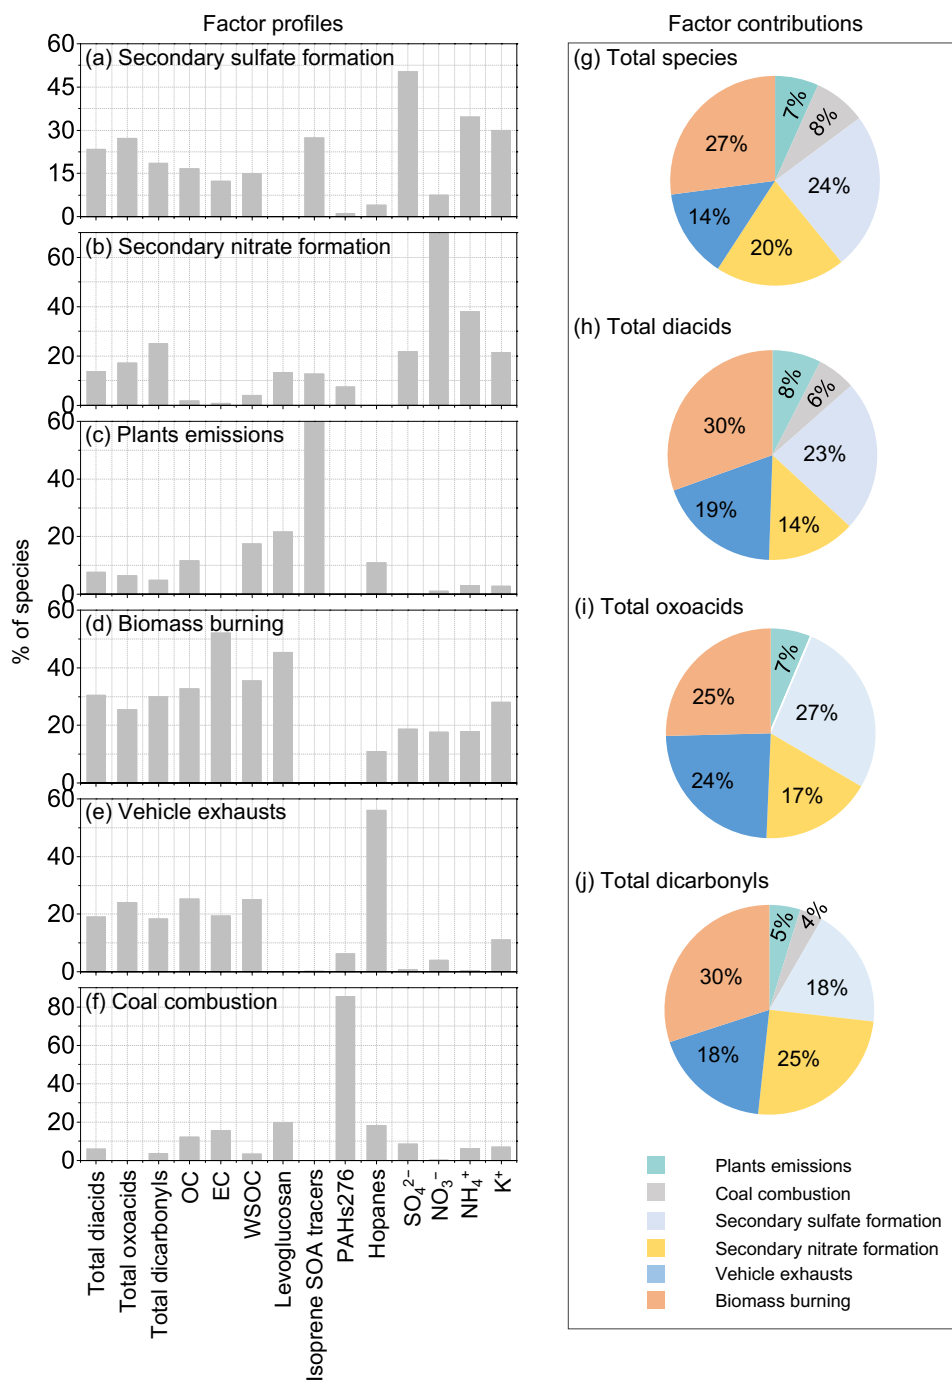 Factor profiles
Factor contributions
% of species
(a) Secondary sulfate formation
60
45
30
15
0
(b) Secondary nitrate formation
60
40
20
0
(c) Plants emissions
60
40
20
0
(d) Biomass burning
60
40
20
0
(e) Vehicle exhausts
60
40
20
0
(f) Coal combustion
80
60
40
20
0
Total diacids
Total oxoacids
Total dicarbonyls
OC
EC
WSOC
Levoglucosan
Isoprene SOA tracers
PAHs276
Hopanes
SO₄²⁻
NO₃⁻
NH₄⁺
K⁺
(g) Total species
7%
8%
24%
20%
14%
27%
(h) Total diacids
8%
6%
23%
14%
19%
30%
(i) Total oxoacids
7%
27%
17%
24%
25%
(j) Total dicarbonyls
5%
4%
18%
25%
18%
30%
Plants emissions
Coal combustion
Secondary sulfate formation
Secondary nitrate formation
Vehicle exhausts
Biomass burning